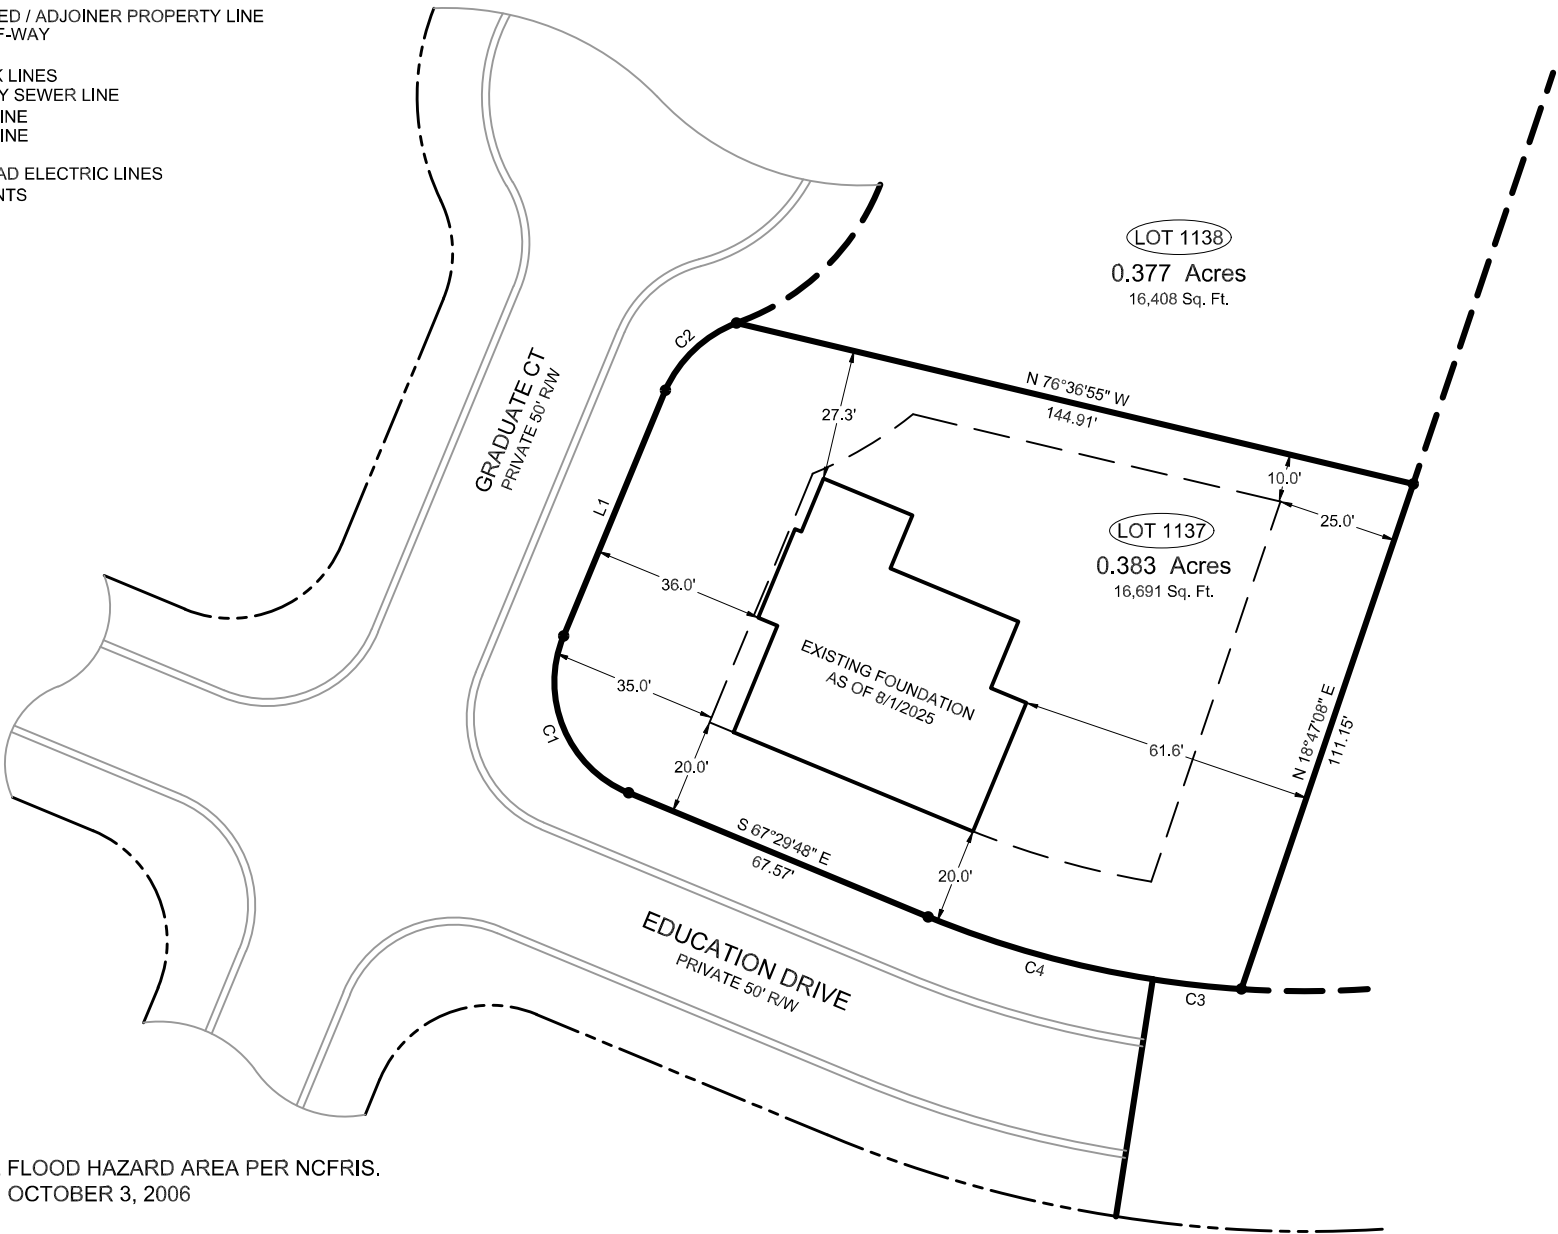 ED / ADJOINER PROPERTY LINE
F-WAY
K LINES
Y SEWER LINE
INE
INE
AD ELECTRIC LINES
NTS
LOT 1138
0.377 Acres
16,408 Sq. Ft.
C2
GRADUATE CT
PRIVATE 50' R/W
N 76°36'55" W
144.91'
27.3'
10.0'
25.0'
L1
LOT 1137
0.383 Acres
16,691 Sq. Ft.
36.0'
EXISTING FOUNDATION
AS OF 8/1/2025
35.0'
C1
20.0'
61.6'
N 18°47'08" E
111.15'
S 67°29'48" E
67.57'
20.0'
EDUCATION DRIVE
PRIVATE 50' R/W
C4
C3
FLOOD HAZARD AREA PER NCFRIS.
OCTOBER 3, 2006